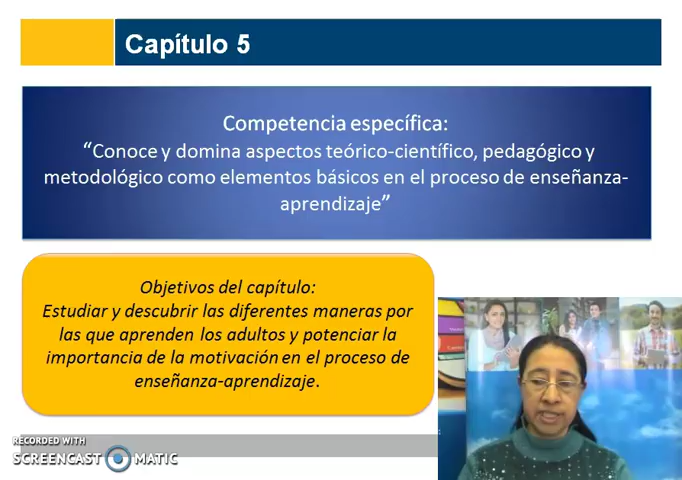 Capítulo 5
Competencia específica:
“Conoce y domina aspectos teórico-científico, pedagógico y
metodológico como elementos básicos en el proceso de enseñanza-
aprendizaje”
Objetivos del capítulo:
Estudiar y descubrir las diferentes maneras por
las que aprenden los adultos y potenciar la
importancia de la motivación en el proceso de
enseñanza-aprendizaje.
RECORDED WITH
SCREENCAST MATIC